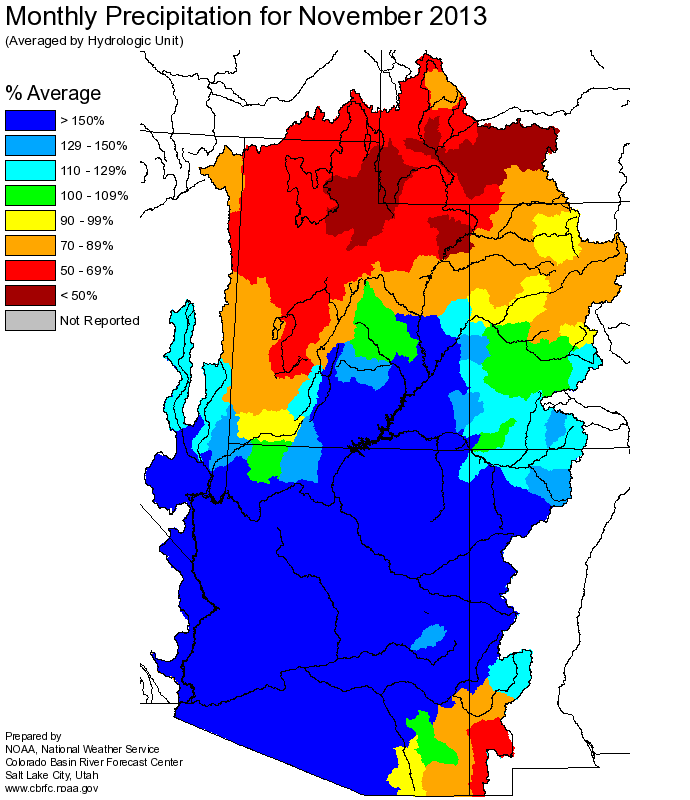 Monthly Precipitation for November 2013
(Averaged by Hydrologic Unit)
% Average
> 150%
129 - 150%
110 - 129%
100 - 109%
90 - 99%
70 - 89%
50 - 69%
< 50%
Not Reported
Prepared by
NOAA, National Weather Service
Colorado Basin River Forecast Center
Salt Lake City, Utah
www.cbrfc.noaa.gov